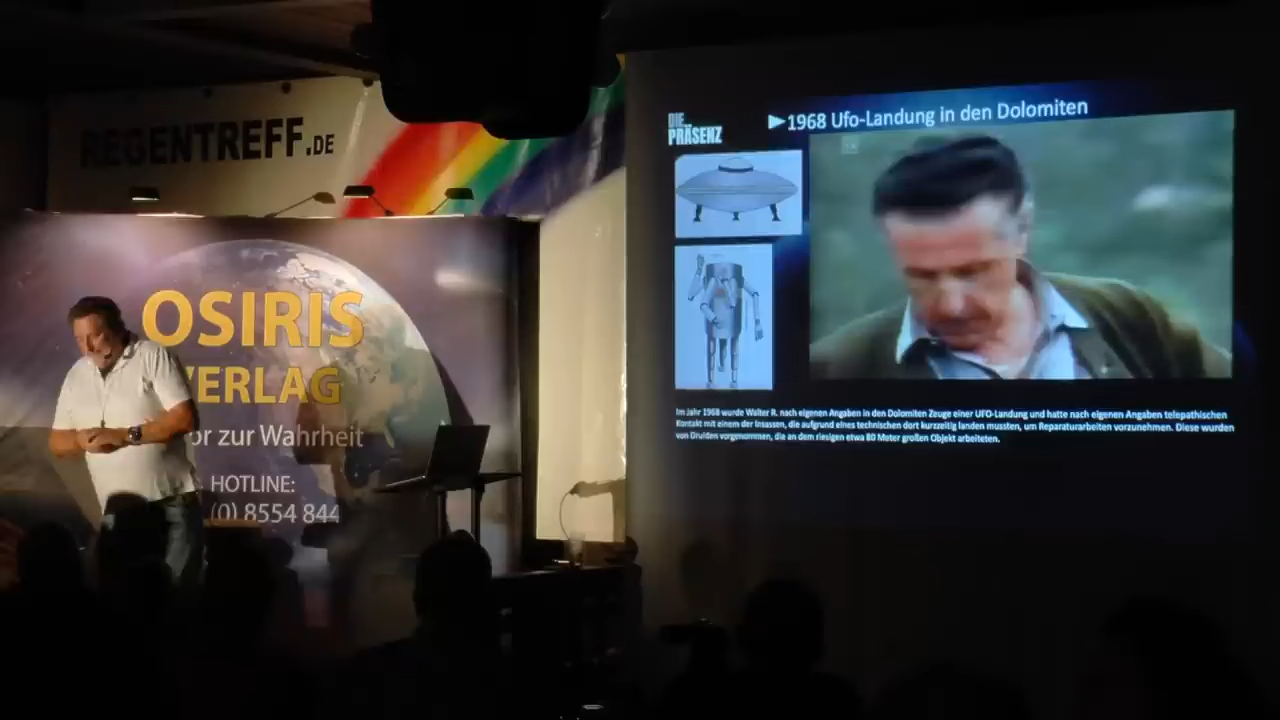 REGENTREFF.DE
OSIRIS
VERLAG
or zur Wahrheit
HOTLINE:
(0) 8554 844
DIE
PRÄSENZ
►1968 Ufo-Landung in den Dolomiten
Im Jahr 1968 wurde Walter R. nach eigenen Angaben in den Dolomiten Zeuge einer UFO-Landung und hatte nach eigenen Angaben telepathischen
Kontakt mit einem der Insassen, die aufgrund eines technischen dort kurzzeitig landen mussten, um Reparaturarbeiten vorzunehmen. Diese wurden
von Druiden vorgenommen, die an dem riesigen etwa 80 Meter großen Objekt arbeiteten.